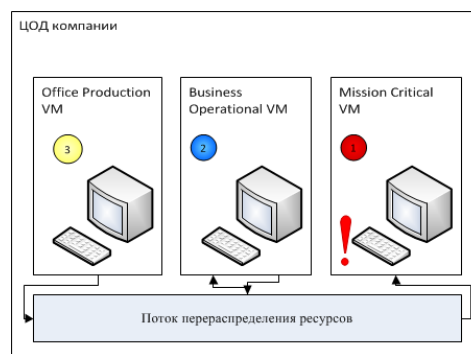 ЦОД компании
Office Production
VM
Business
Operational VM
Mission Critical
VM
3
2
1
!
Поток перераспределения ресурсов